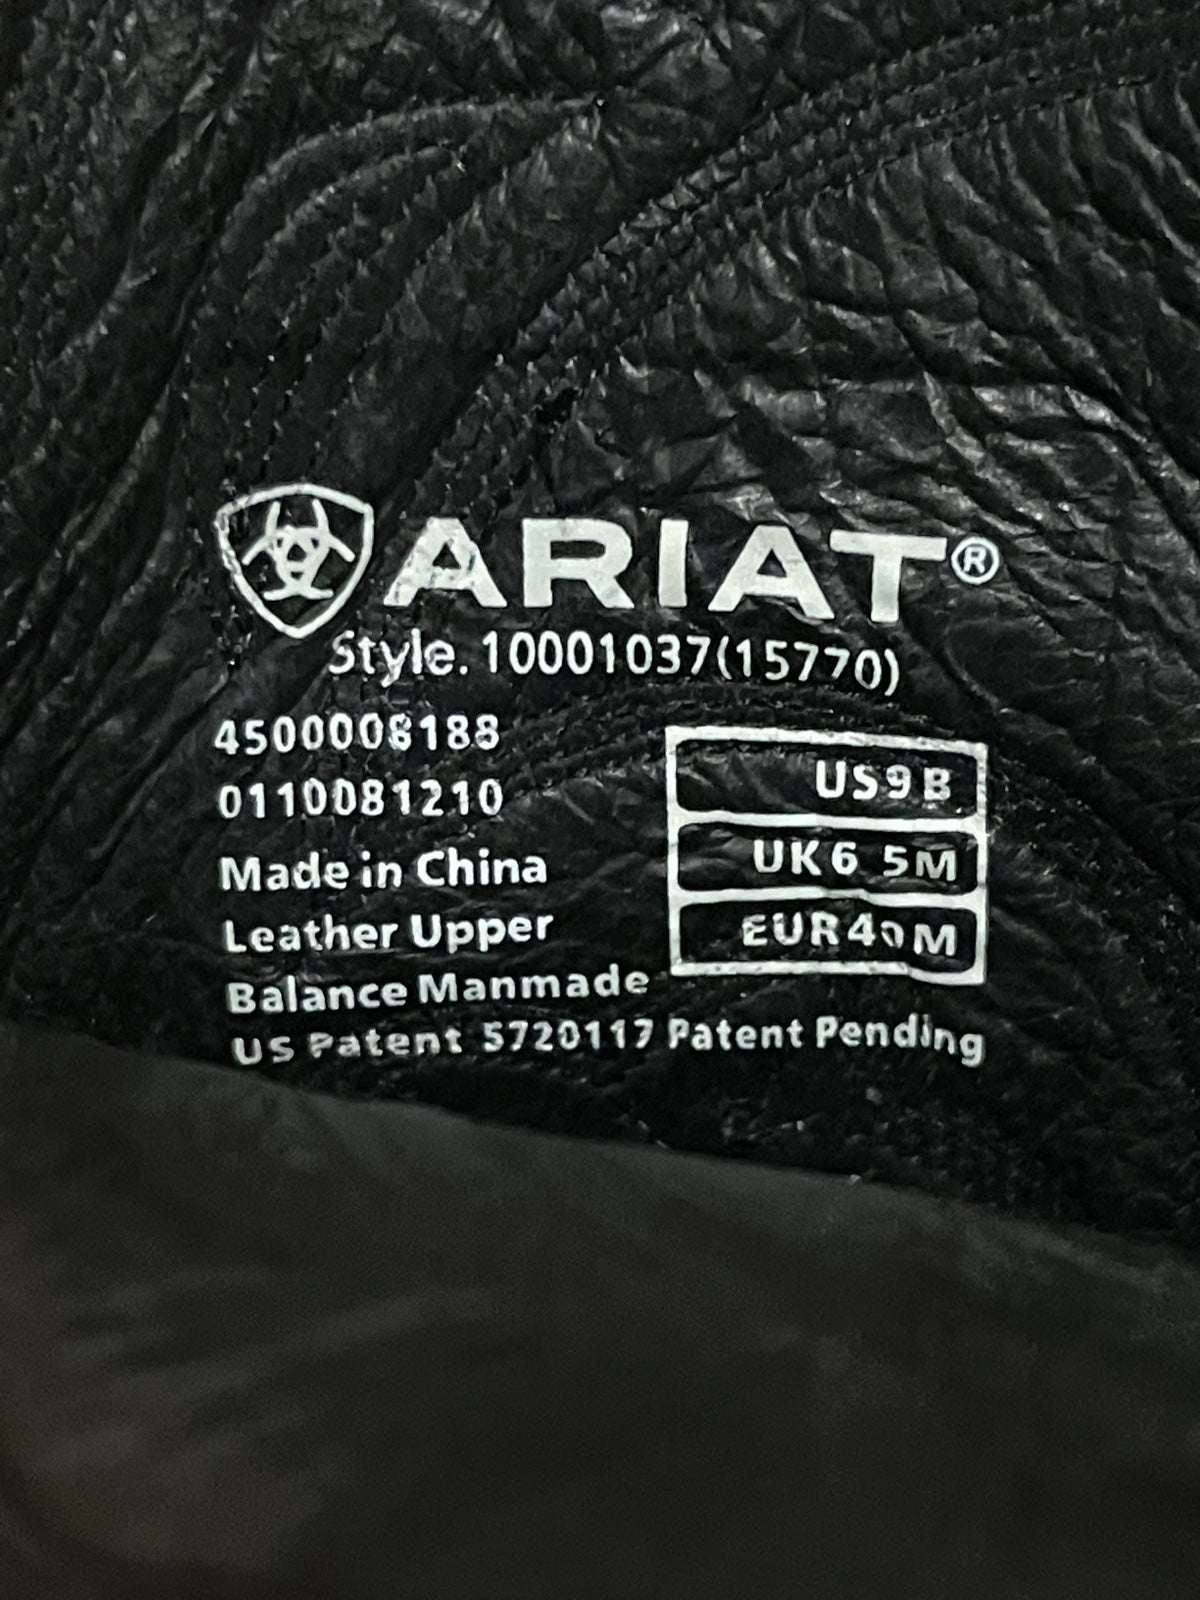 ARIAT®
Style. 10001037(15770)
4500008188
0110081210
US9B
UK6 5M
EUR40M
Made in China
Leather Upper
Balance Manmade
US Patent 5720117 Patent Pending